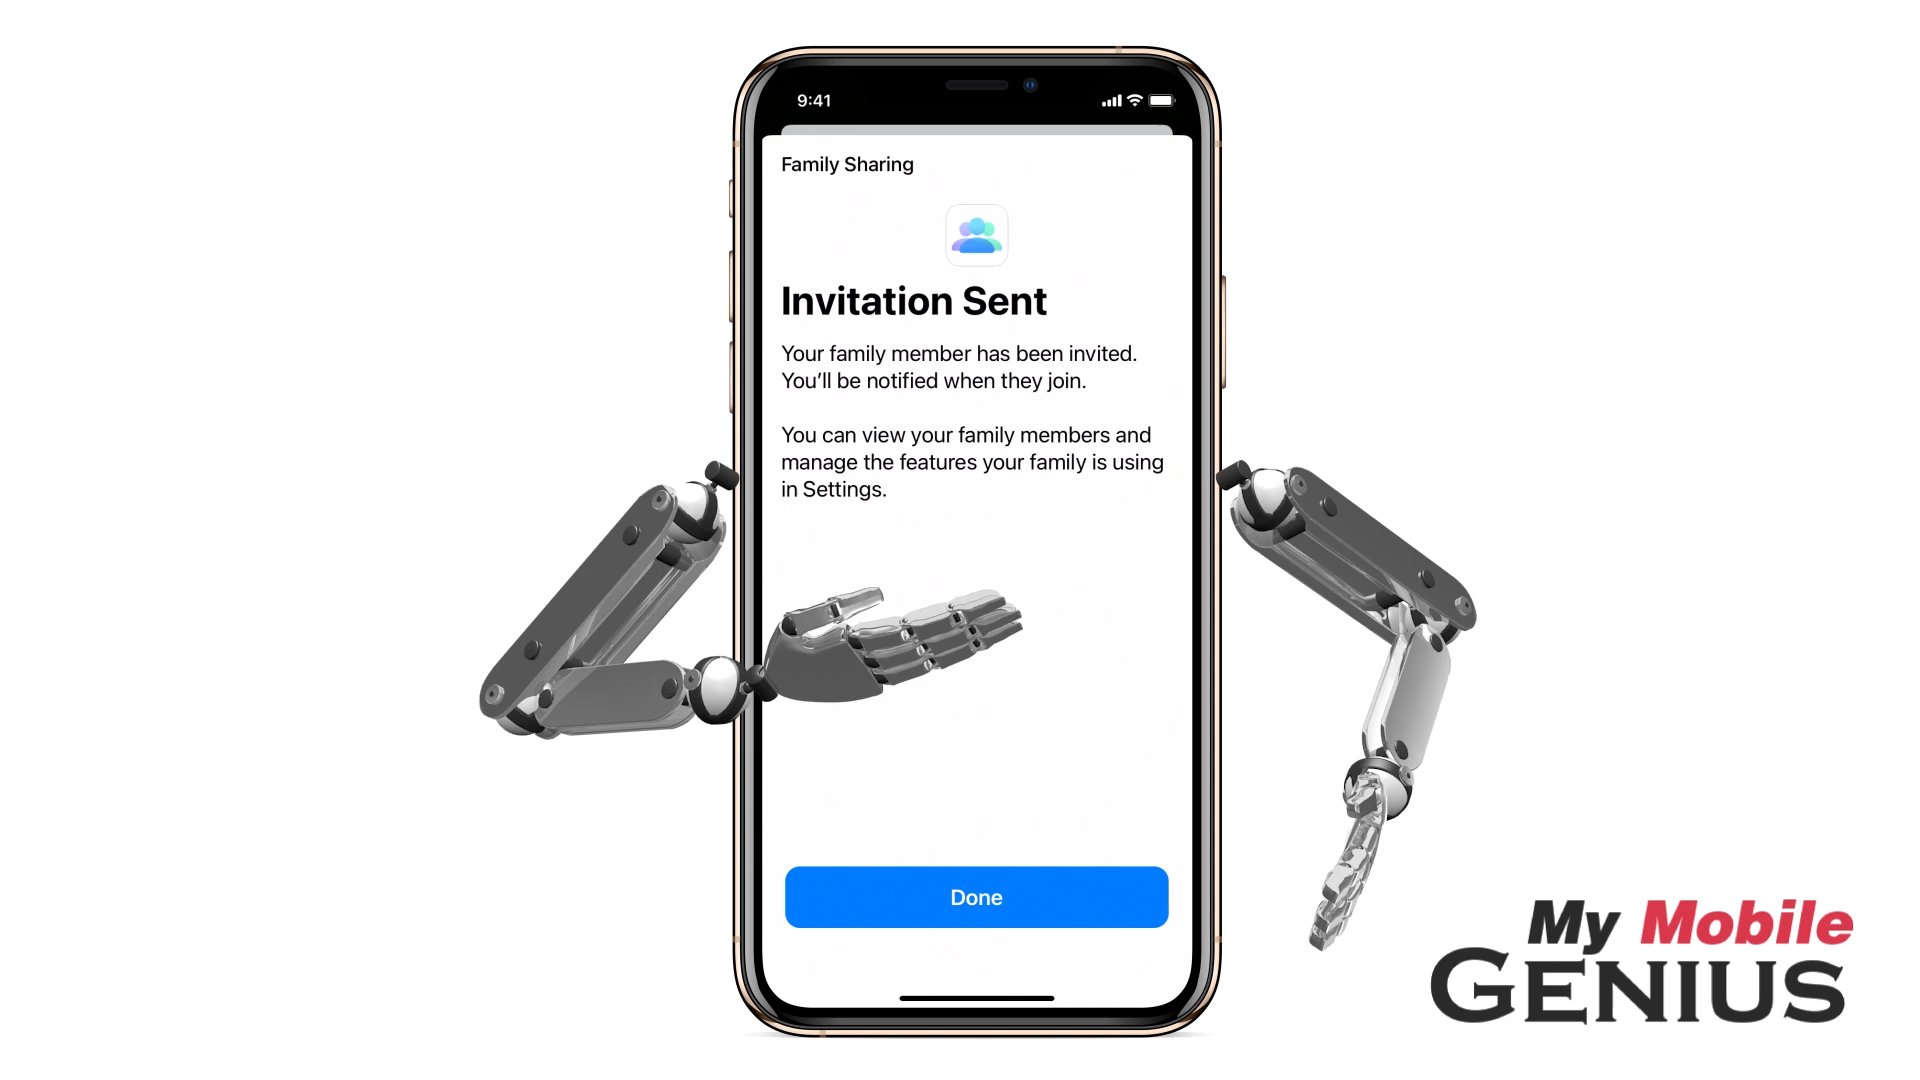 9:41
Family Sharing
Invitation Sent
Your family member has been invited.
You’ll be notified when they join.
You can view your family members and
manage the features your family is using
in Settings.
Done
My Mobile
GENIUS